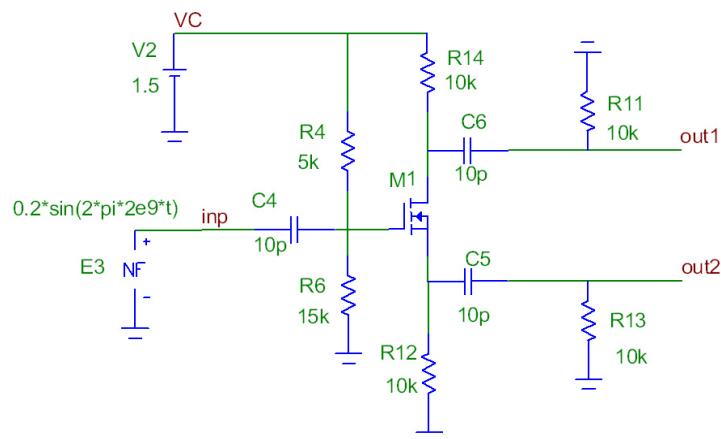 VC
V2
1.5
R14
10k
R11
10k
C6
10p
out1
R4
5k
M1
0.2*sin(2*pi*2e9*t)
inp
C4
10p
E3
NF
+
-
R6
15k
C5
10p
out2
R12
10k
R13
10k